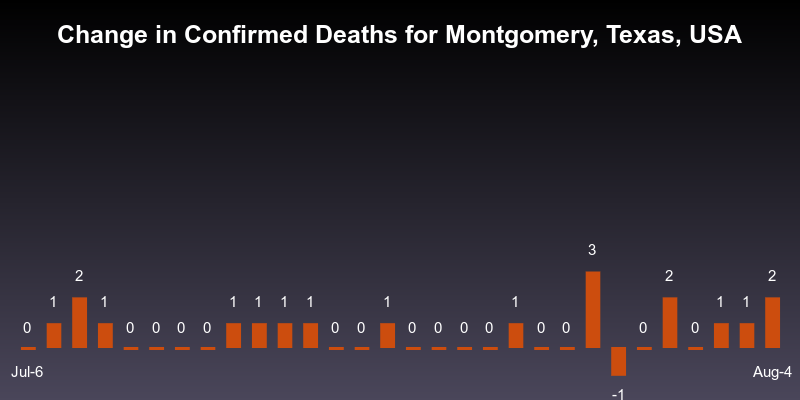 Change in Confirmed Deaths for Montgomery, Texas, USA
3
2 2 2
1 1 1 1 1 1 1 1 1 1
0 0 0 0 0 0 0 0 0 0 0 0 0 0 0
Jul-6 Aug-4
-1